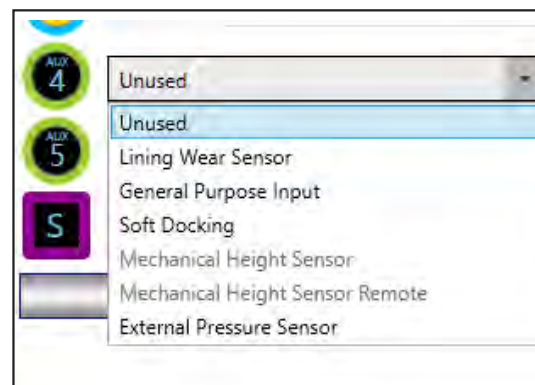 AUX
4
Unused
Unused
Lining Wear Sensor
AUX
5
General Purpose Input
S
Soft Docking
Mechanical Height Sensor
Mechanical Height Sensor Remote
External Pressure Sensor